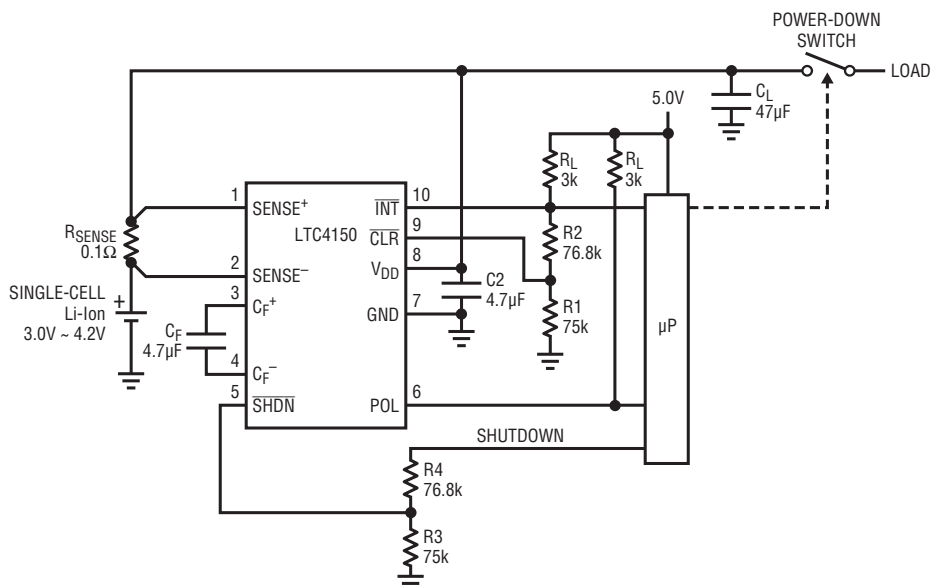 POWER-DOWN
SWITCH
LOAD
CL
47µF
5.0V
RL
3k
RL
3k
1
SENSE+
INT
10
LTC4150
CLR
9
R2
76.8k
RSENSE
0.1Ω
2
SENSE−
VDD
8
C2
4.7µF
SINGLE-CELL
Li-Ion
3.0V ~ 4.2V
+
3
CF+
GND
7
R1
75k
µP
CF
4.7µF
4
CF−
5
SHDN
POL
6
SHUTDOWN
R4
76.8k
R3
75k